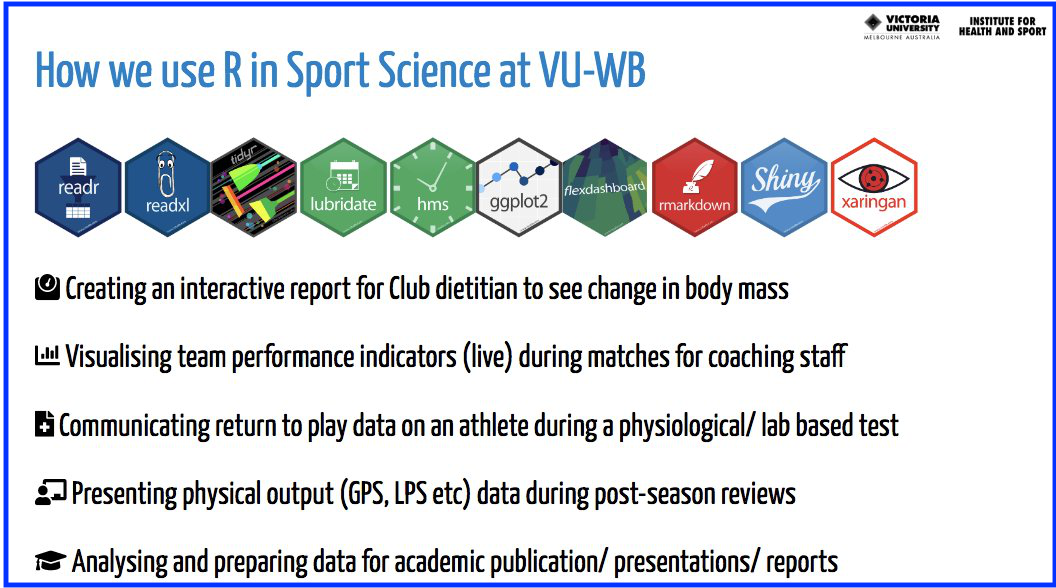 VICTORIA
UNIVERSITY
MELBOURNE AUSTRALIA
INSTITUTE FOR
HEALTH AND SPORT
How we use R in Sport Science at VU-WB
readr
readxl
tidyr
lubridate
hms
ggplot2
flexdashboard
rmarkdown
Shiny
xaringan
Creating an interactive report for Club dietitian to see change in body mass
Visualising team performance indicators (live) during matches for coaching staff
Communicating return to play data on an athlete during a physiological/ lab based test
Presenting physical output (GPS, LPS etc) data during post-season reviews
Analysing and preparing data for academic publication/ presentations/ reports